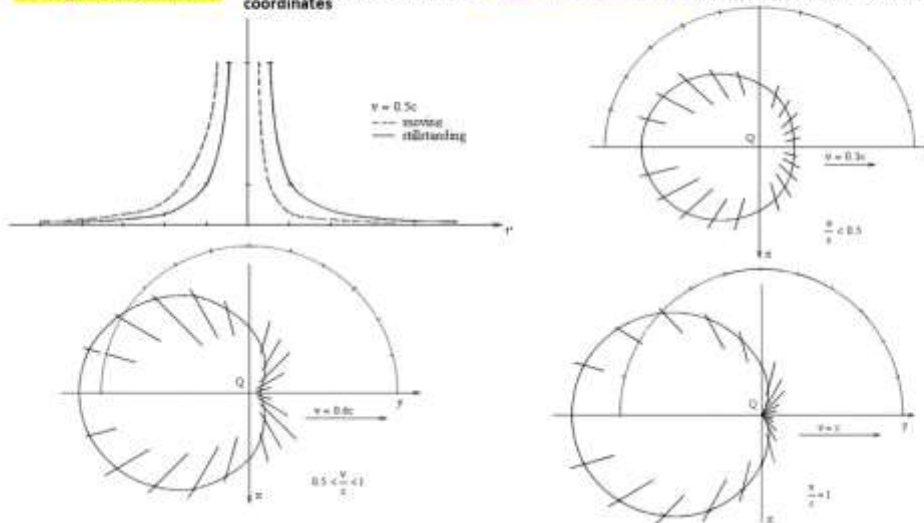 coordinates
v = 0.5c
moving
stillstanding
r'
Q
v = 0.3c
v/c < 0.5
x
Q
v = 0.6c
y
0.5 < v/c < 1
x
Q
v = c
y
v/c = 1
x